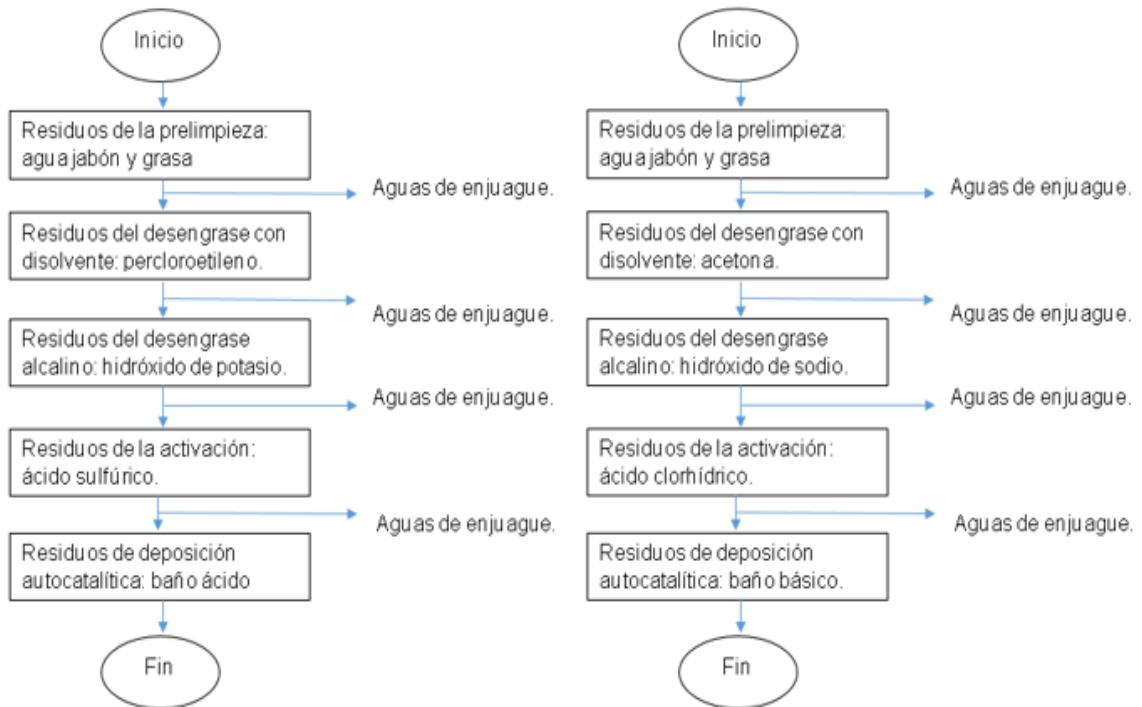 Inicio
Residuos de la prelimpieza:
agua jabón y grasa
Aguas de enjuague.
Residuos del desengrase con
disolvente: percloroetileno.
Aguas de enjuague.
Residuos del desengrase
alcalino: hidróxido de potasio.
Aguas de enjuague.
Residuos de la activación:
ácido sulfúrico.
Aguas de enjuague.
Residuos de deposición
autocatalítica: baño ácido
Fin
Inicio
Residuos de la prelimpieza:
agua jabón y grasa
Aguas de enjuague.
Residuos del desengrase con
disolvente: acetona.
Aguas de enjuague.
Residuos del desengrase
alcalino: hidróxido de sodio.
Aguas de enjuague.
Residuos de la activación:
ácido clorhídrico.
Aguas de enjuague.
Residuos de deposición
autocatalítica: baño básico.
Fin